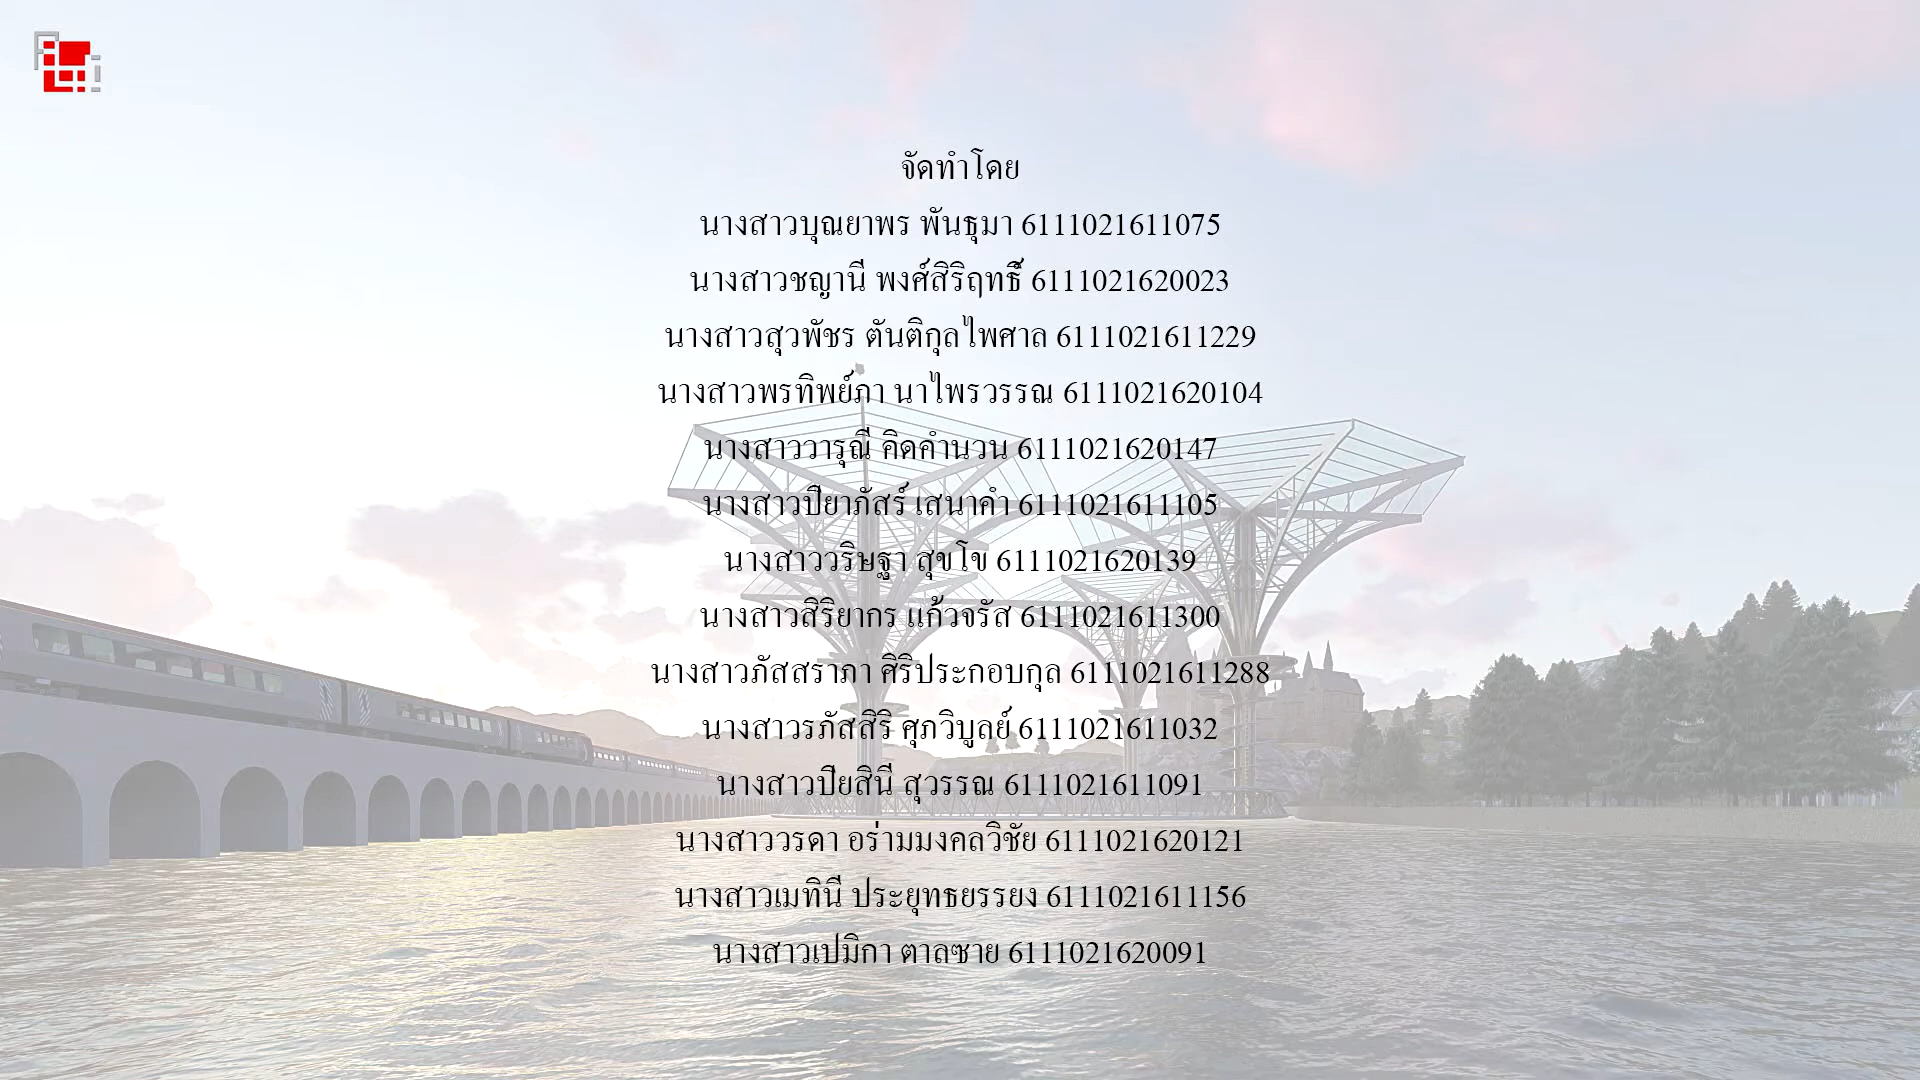 จัดทำโดย
นางสาวบุณยาพร พันธุมา 6111021611075
นางสาวชญานี พงศ์สิริฤทธิ์ 6111021620023
นางสาวสุวพัชร ตันติกุลไพศาล 6111021611229
นางสาวพรทิพย์ภา นาไพรวรรณ 6111021620104
นางสาววารุณี คิดคำนวน 6111021620147
นางสาวปิยาภัสร์ เสนาคำ 6111021611105
นางสาววริษฐา สุขโข 6111021620139
นางสาวสิริยากร แก้วจรัส 6111021611300
นางสาวภัสสราภา ศิริประกอบกุล 6111021611288
นางสาวรภัสสิริ ศุภวิบูลย์ 6111021611032
นางสาวปิยสินี สุวรรณ 6111021611091
นางสาววรดา อร่ามมงคลวิชัย 6111021620121
นางสาวเมทินี ประยุทธยรรยง 6111021611156
นางสาวเปมิกา ตาลซาย 6111021620091